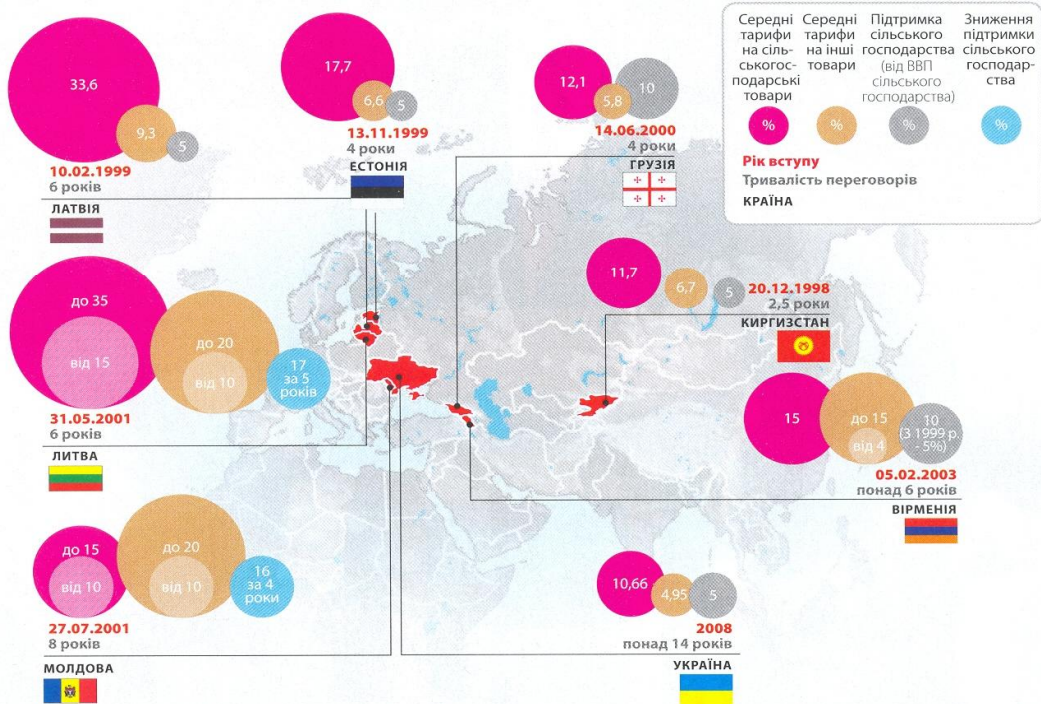 33,6
9,3
5
10.02.1999
6 років
ЛАТВІЯ
17,7
6,6
5
13.11.1999
4 роки
ЕСТОНІЯ
12,1
5,8
10
14.06.2000
4 роки
ГРУЗІЯ
Середні
тарифи
на сіль-
ськогос-
подарські
товари
Середні
тарифи
на інші
товари
Підтримка
сільського
господарства
(від ВВП
сільського
господарства)
Зниження
підтримки
сільського
господар-
ства
%
%
%
%
Рік вступу
Тривалість переговорів
КРАЇНА
до 35
від 15
до 20
від 10
17
за 5
років
31.05.2001
6 років
ЛИТВА
11,7
6,7
5
20.12.1998
2,5 роки
КИРГИЗСТАН
15
до 15
від 4
10
(З 1999 р.
- 5%)
05.02.2003
понад 6 років
ВІРМЕНІЯ
до 15
від 10
до 20
від 10
16
за 4
роки
27.07.2001
8 років
МОЛДОВА
10,66
4,95
5
2008
понад 14 років
УКРАЇНА